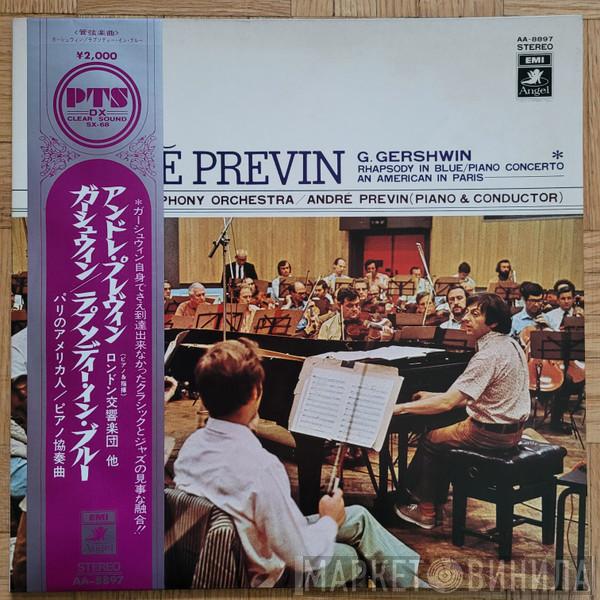 〈管弦楽曲〉
ガーシュウィン/ラプソディー・イン・ブルー
¥2,000
PTS
DX
CLEAR SOUND
SX-68
アンドレ・プレヴィン
ガーシュウィン/ラプソディー・イン・ブルー
(ピアノ&指揮)
ロンドン交響楽団 他
パリのアメリカ人/ピアノ協奏曲
*ガーシュウィン自身でさえ到達出来なかったクラシックとジャズの見事な融合!!
EMI
Angel
STEREO
AA-8897
AA-8897
STEREO
EMI
Angel
É PREVIN
G. GERSHWIN
RHAPSODY IN BLUE/PIANO CONCERTO
AN AMERICAN IN PARIS
*
PHONY ORCHESTRA/ANDRÉ PREVIN (PIANO & CONDUCTOR)
МАРКЕТ ВИНИЛА